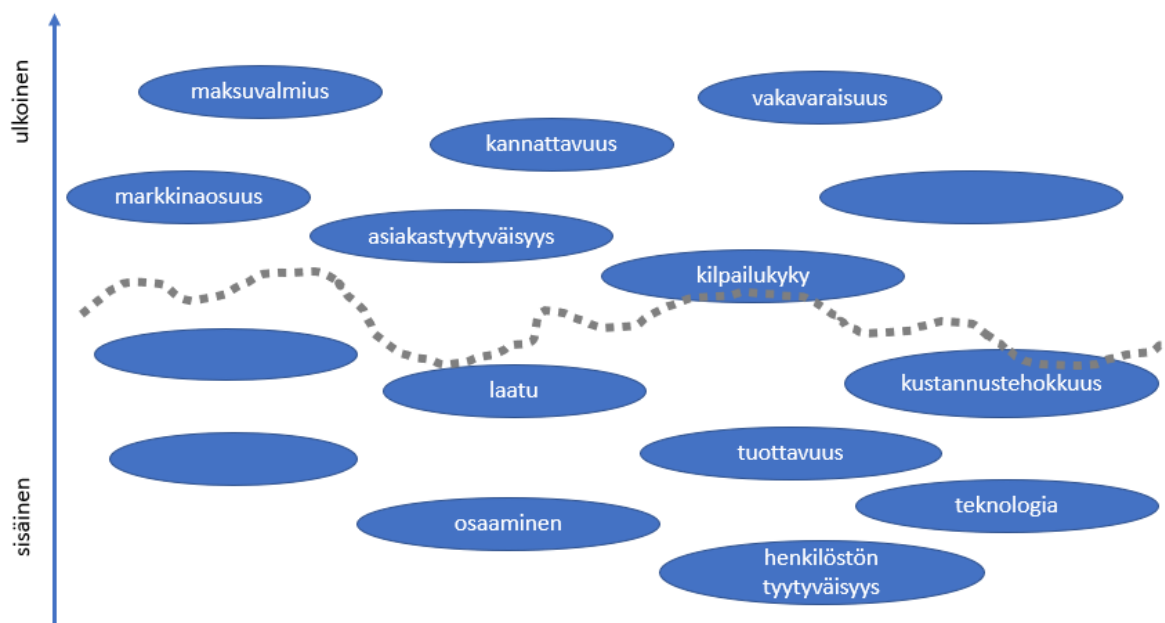 ulkoinen
maksuvalmius
vakavaraisuus
kannattavuus
markkinaosuus
asiakastyytyväisyys
kilpailukyky
laatu
kustannustehokkuus
tuottavuus
sisäinen
teknologia
osaaminen
henkilöstön
tyytyväisyys